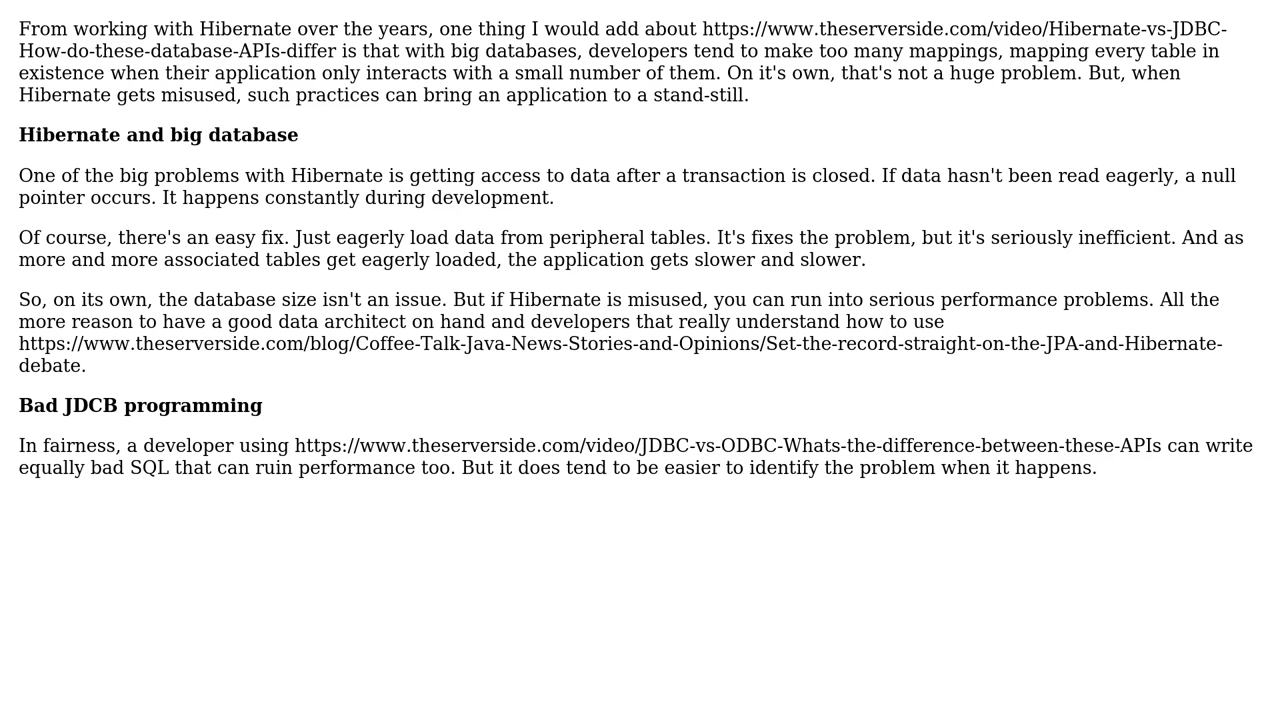 From working with Hibernate over the years, one thing I would add about https://www.theserverside.com/video/Hibernate-vs-JDBC-
How-do-these-database-APIs-differ is that with big databases, developers tend to make too many mappings, mapping every table in
existence when their application only interacts with a small number of them. On it's own, that's not a huge problem. But, when
Hibernate gets misused, such practices can bring an application to a stand-still.
Hibernate and big database
One of the big problems with Hibernate is getting access to data after a transaction is closed. If data hasn't been read eagerly, a null
pointer occurs. It happens constantly during development.
Of course, there's an easy fix. Just eagerly load data from peripheral tables. It's fixes the problem, but it's seriously inefficient. And as
more and more associated tables get eagerly loaded, the application gets slower and slower.
So, on its own, the database size isn't an issue. But if Hibernate is misused, you can run into serious performance problems. All the
more reason to have a good data architect on hand and developers that really understand how to use
https://www.theserverside.com/blog/Coffee-Talk-Java-News-Stories-and-Opinions/Set-the-record-straight-on-the-JPA-and-Hibernate-
debate.
Bad JDCB programming
In fairness, a developer using https://www.theserverside.com/video/JDBC-vs-ODBC-Whats-the-difference-between-these-APIs can write
equally bad SQL that can ruin performance too. But it does tend to be easier to identify the problem when it happens.